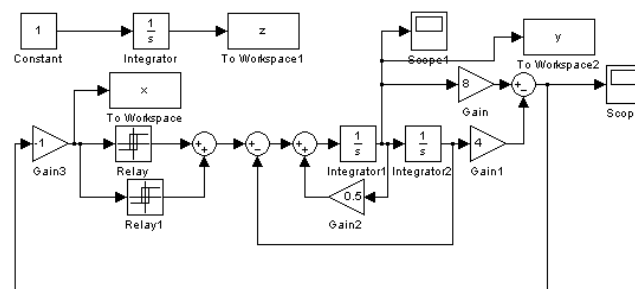 1
Constant
1
s
Integrator
z
To Workspace1
Scope1
y
To Workspace2
x
To Workspace
8
Gain
+
-
Scop
-1
Gain3
Relay
+
+
+
-
+
+
1
s
Integrator1
1
s
Integrator2
4
Gain1
Relay1
0.5
Gain2